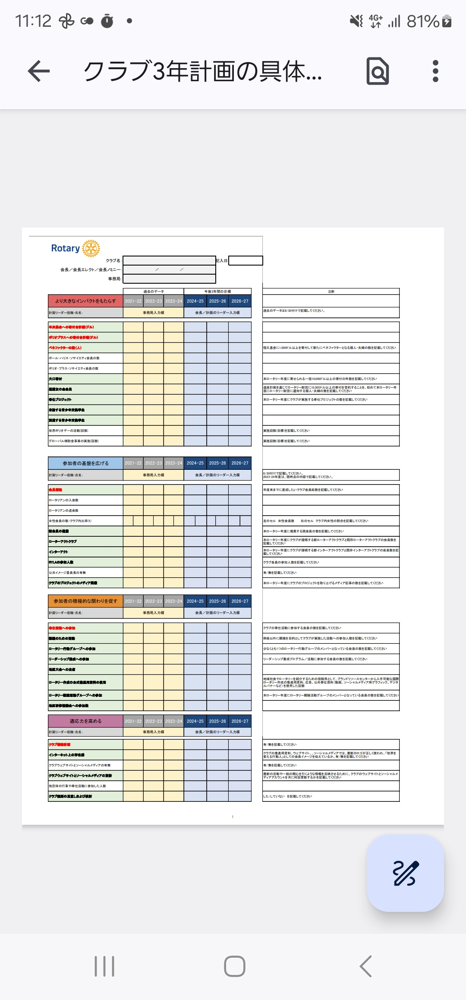 11:12
4G+
81%
クラブ3年計画の具体...
Rotary
クラブ名:
記入日
会長／会長エレクト／会長ノミニー:
／ ／
事務局:
過去のデータ 今後3年間の目標 注釈
より大きなインパクトをもたらす 2021-22 2022-23 2023-24 2024-25 2025-26 2026-27
計画リーダー役職・氏名: 事務局入力欄 会長／計画のリーダー入力欄 過去のデータは6/30付けで記載してください。
年次基金への寄付合計額(ドル)
ポリオプラスへの寄付合計額(ドル)
ベネファクターの数(人) 恒久基金に1,000ドル以上を寄付して新たにベネファクターとなる個人・夫婦の数を記載してください
ポール・ハリス・ソサイエティ会員の数
ポリオ・プラス・ソサイエティ会員の数
大口寄付 本ロータリー年度に寄せられる一括10,000ドル以上の寄付の件数を記載してください
遺贈友の会会員 遺産計画を通じてロータリー財団に10,000ドル以上の寄付を誓約することを、初めて本ロータリー年
度にロータリー財団に通知する個人・夫婦の数を記載してください
奉仕プロジェクト 本ロータリー年度にクラブが実施する奉仕プロジェクトの数を記載してください
来訪する青少年交換学生
派遣する青少年交換学生
世界ポリオデーの活動(回数) 実施回数(目標)を記載してください
グローバル補助金事業の実施(回数) 実施回数(目標)を記載してください
参加者の基盤を広げる 2021-22 2022-23 2023-24 2024-25 2025-26 2026-27
計画リーダー役職・氏名: 事務局入力欄 会長／計画のリーダー入力欄 6/30付けで記載してください。
2023-24年度は、現時点の内容で記載してください。
会員増強 年度末までに達成したいクラブ会員総数を記載してください
ロータリアンの入会数
ロータリアンの退会数
女性会員の数/クラブ内比率(%) 左のセル 女性会員数 右のセル クラブ内女性の割合を記載してください
新会員の推薦 本ロータリー年度に推薦する現会員の数を記載してください
ローターアクトクラブ 本ロータリー年度にクラブが提唱する新ローターアクトクラブと既存ローターアクトクラブの会員数を
記載してください
インターアクト 本ロータリー年度にクラブが提唱する新インターアクトクラブと既存インターアクトクラブの会員数を記
載してください
RYLAの参加人数 クラブ会員の参加人数を記載してください
公共イメージ委員長の有無 有/無を記載してください
クラブのプロジェクトのメディア掲載 本ロータリー年度にクラブのプロジェクトを取り上げるメディア記事の数を記載してください
参加者の積極的な関わりを促す 2021-22 2022-23 2023-24 2024-25 2025-26 2026-27
計画リーダー役職・氏名: 事務局入力欄 会長／計画のリーダー入力欄
奉仕活動への参加 クラブの奉仕活動に参加する会員の数を記載してください
親睦のための活動 例会以外に親睦を目的としてクラブが実施した活動への参加人数を記載してください
ロータリー行動グループへの参加 少なくとも1つのロータリー行動グループのメンバーとなっている会員の数を記載してください
リーダーシップ養成への参加 リーダーシップ養成プログラム／活動に参加する会員の数を記載してください
地区大会への出席
ロータリー作成の公式推進用資料の使用 地域社会でロータリーを紹介するための投稿用として、ブランドリソースセンターから入手可能な国際
ロータリー作成の推進用資料、広告、公共奉仕資料(動画、ソーシャルメディア用グラフィック、デジタ
ルバナーなど)を使用した回数
ロータリー親睦活動グループへの参加 本ロータリー年度にロータリー親睦活動グループのメンバーとなっている会員の数を記載してください
地区研修協議会への参加数
適応力を高める 2021-22 2022-23 2023-24 2024-25 2025-26 2026-27
計画リーダー役職・氏名: 事務局入力欄 会長／計画のリーダー入力欄
クラブ戦略計画 有/無を記載してください
インターネット上の存在感 クラブの推進用資料、ウェブサイト、、ソーシャルメディアでは、最新のロゴが正しく使われ、「世界を
変える行動人」としての会員イメージを伝えているか、有/無を記載してください
クラブウェブサイトとソーシャルメディアの有無 有/無を記載してください
クラブウェブサイトとソーシャルメディアの更新 最新の活動や一般の関心を引くような情報を反映させるために、クラブのウェブサイトとソーシャルメ
ディアアカウントを月に何回更新するかを記載してください
他団体の行事や奉仕活動に参加した人数
クラブ細則の見直しおよび検討 した/していない を記載してください
1